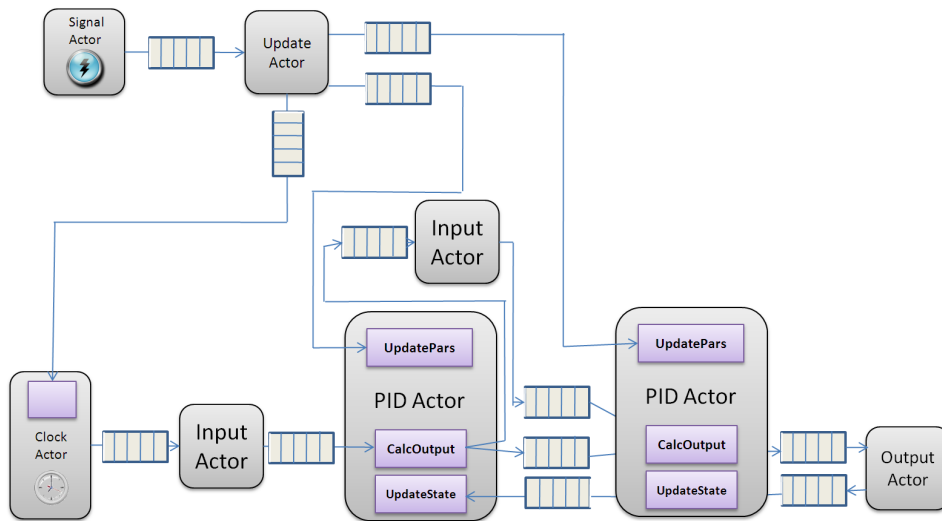 Signal
Actor
Update
Actor
Input
Actor
UpdatePars
PID Actor
CalcOutput
UpdateState
UpdatePars
PID Actor
CalcOutput
UpdateState
Clock
Actor
Input
Actor
Output
Actor